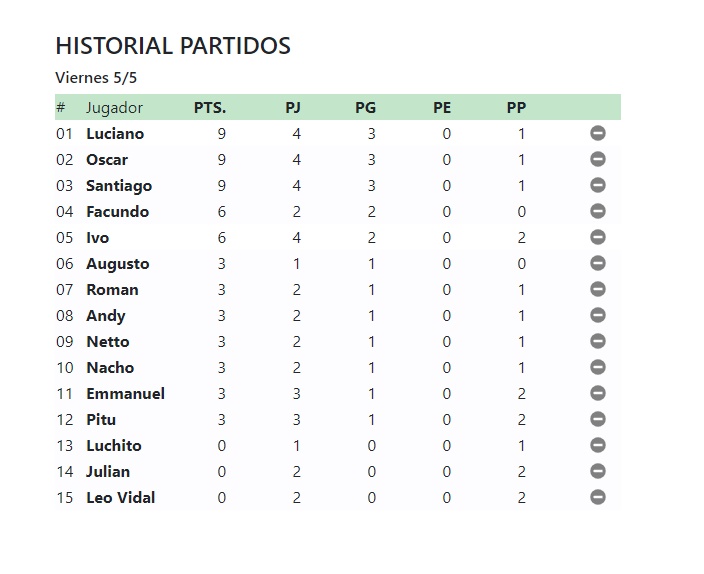 HISTORIAL PARTIDOS
Viernes 5/5
# Jugador PTS. PJ PG PE PP
01 Luciano 9 4 3 0 1
02 Oscar 9 4 3 0 1
03 Santiago 9 4 3 0 1
04 Facundo 6 2 2 0 0
05 Ivo 6 4 2 0 2
06 Augusto 3 1 1 0 0
07 Roman 3 2 1 0 1
08 Andy 3 2 1 0 1
09 Netto 3 2 1 0 1
10 Nacho 3 2 1 0 1
11 Emmanuel 3 3 1 0 2
12 Pitu 3 3 1 0 2
13 Luchito 0 1 0 0 1
14 Julian 0 2 0 0 2
15 Leo Vidal 0 2 0 0 2